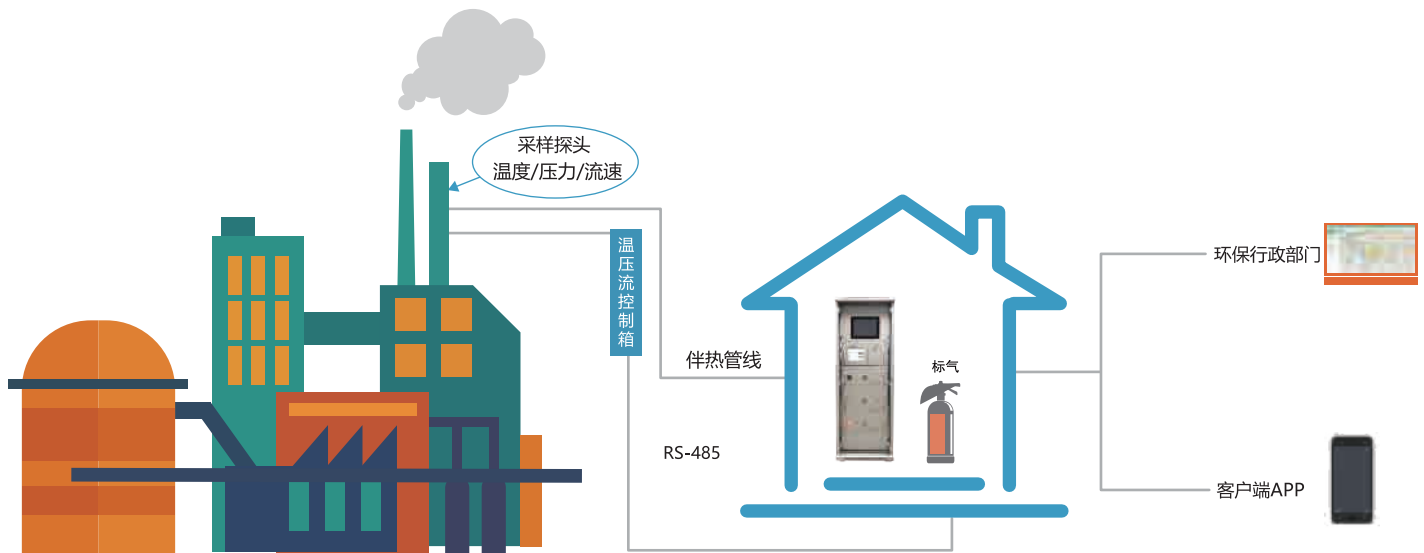 采样探头
温度/压力/流速
温压流控制箱
伴热管线
RS-485
标气
环保行政部门
客户端APP